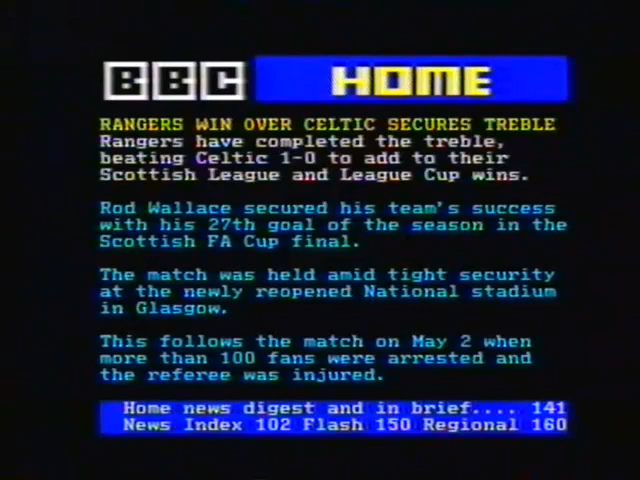 BBC HOME
RANGERS WIN OVER CELTIC SECURES TREBLE
Rangers have completed the treble,
beating Celtic 1-0 to add to their
Scottish League and League Cup wins.
Rod Wallace secured his team's success
with his 27th goal of the season in the
Scottish FA Cup final.
The match was held amid tight security
at the newly reopened National stadium
in Glasgow.
This follows the match on May 2 when
more than 100 fans were arrested and
the referee was injured.
Home news digest and in brief.... 141
News Index 102 Flash 150 Regional 160